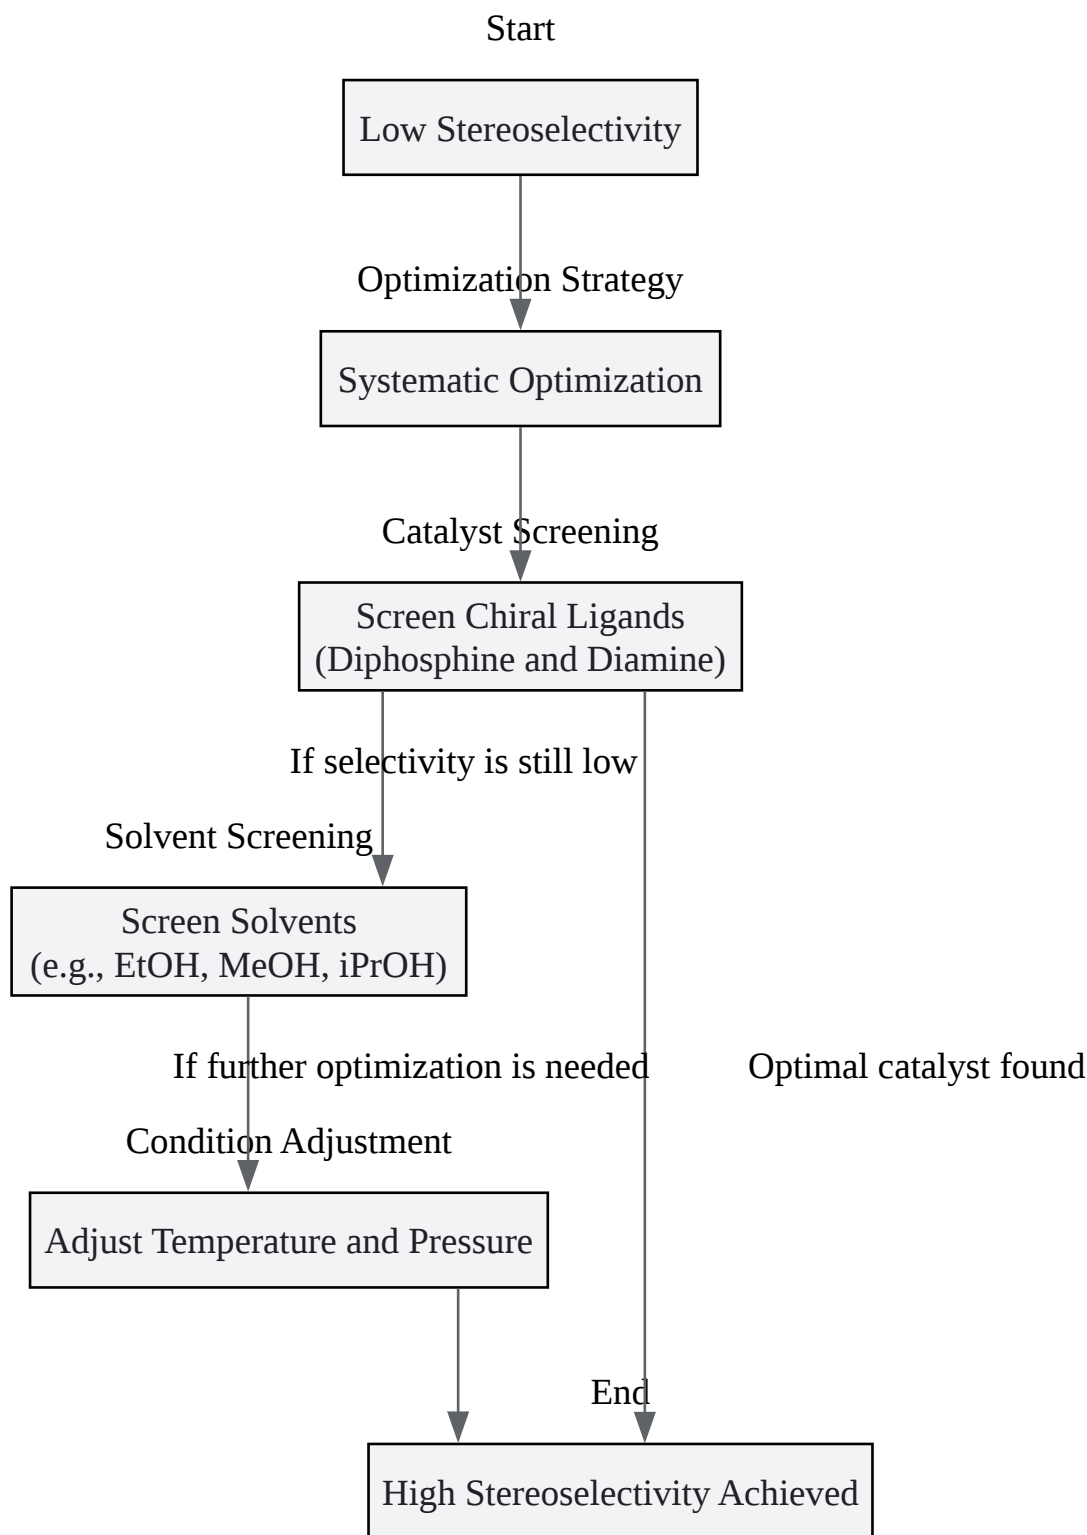 Start
Low Stereoselectivity
Optimization Strategy
Systematic Optimization
Catalyst Screening
Screen Chiral Ligands
(Diphosphine and Diamine)
If selectivity is still low
Solvent Screening
Screen Solvents
(e.g., EtOH, MeOH, iPrOH)
If further optimization is needed
Optimal catalyst found
Condition Adjustment
Adjust Temperature and Pressure
End
High Stereoselectivity Achieved